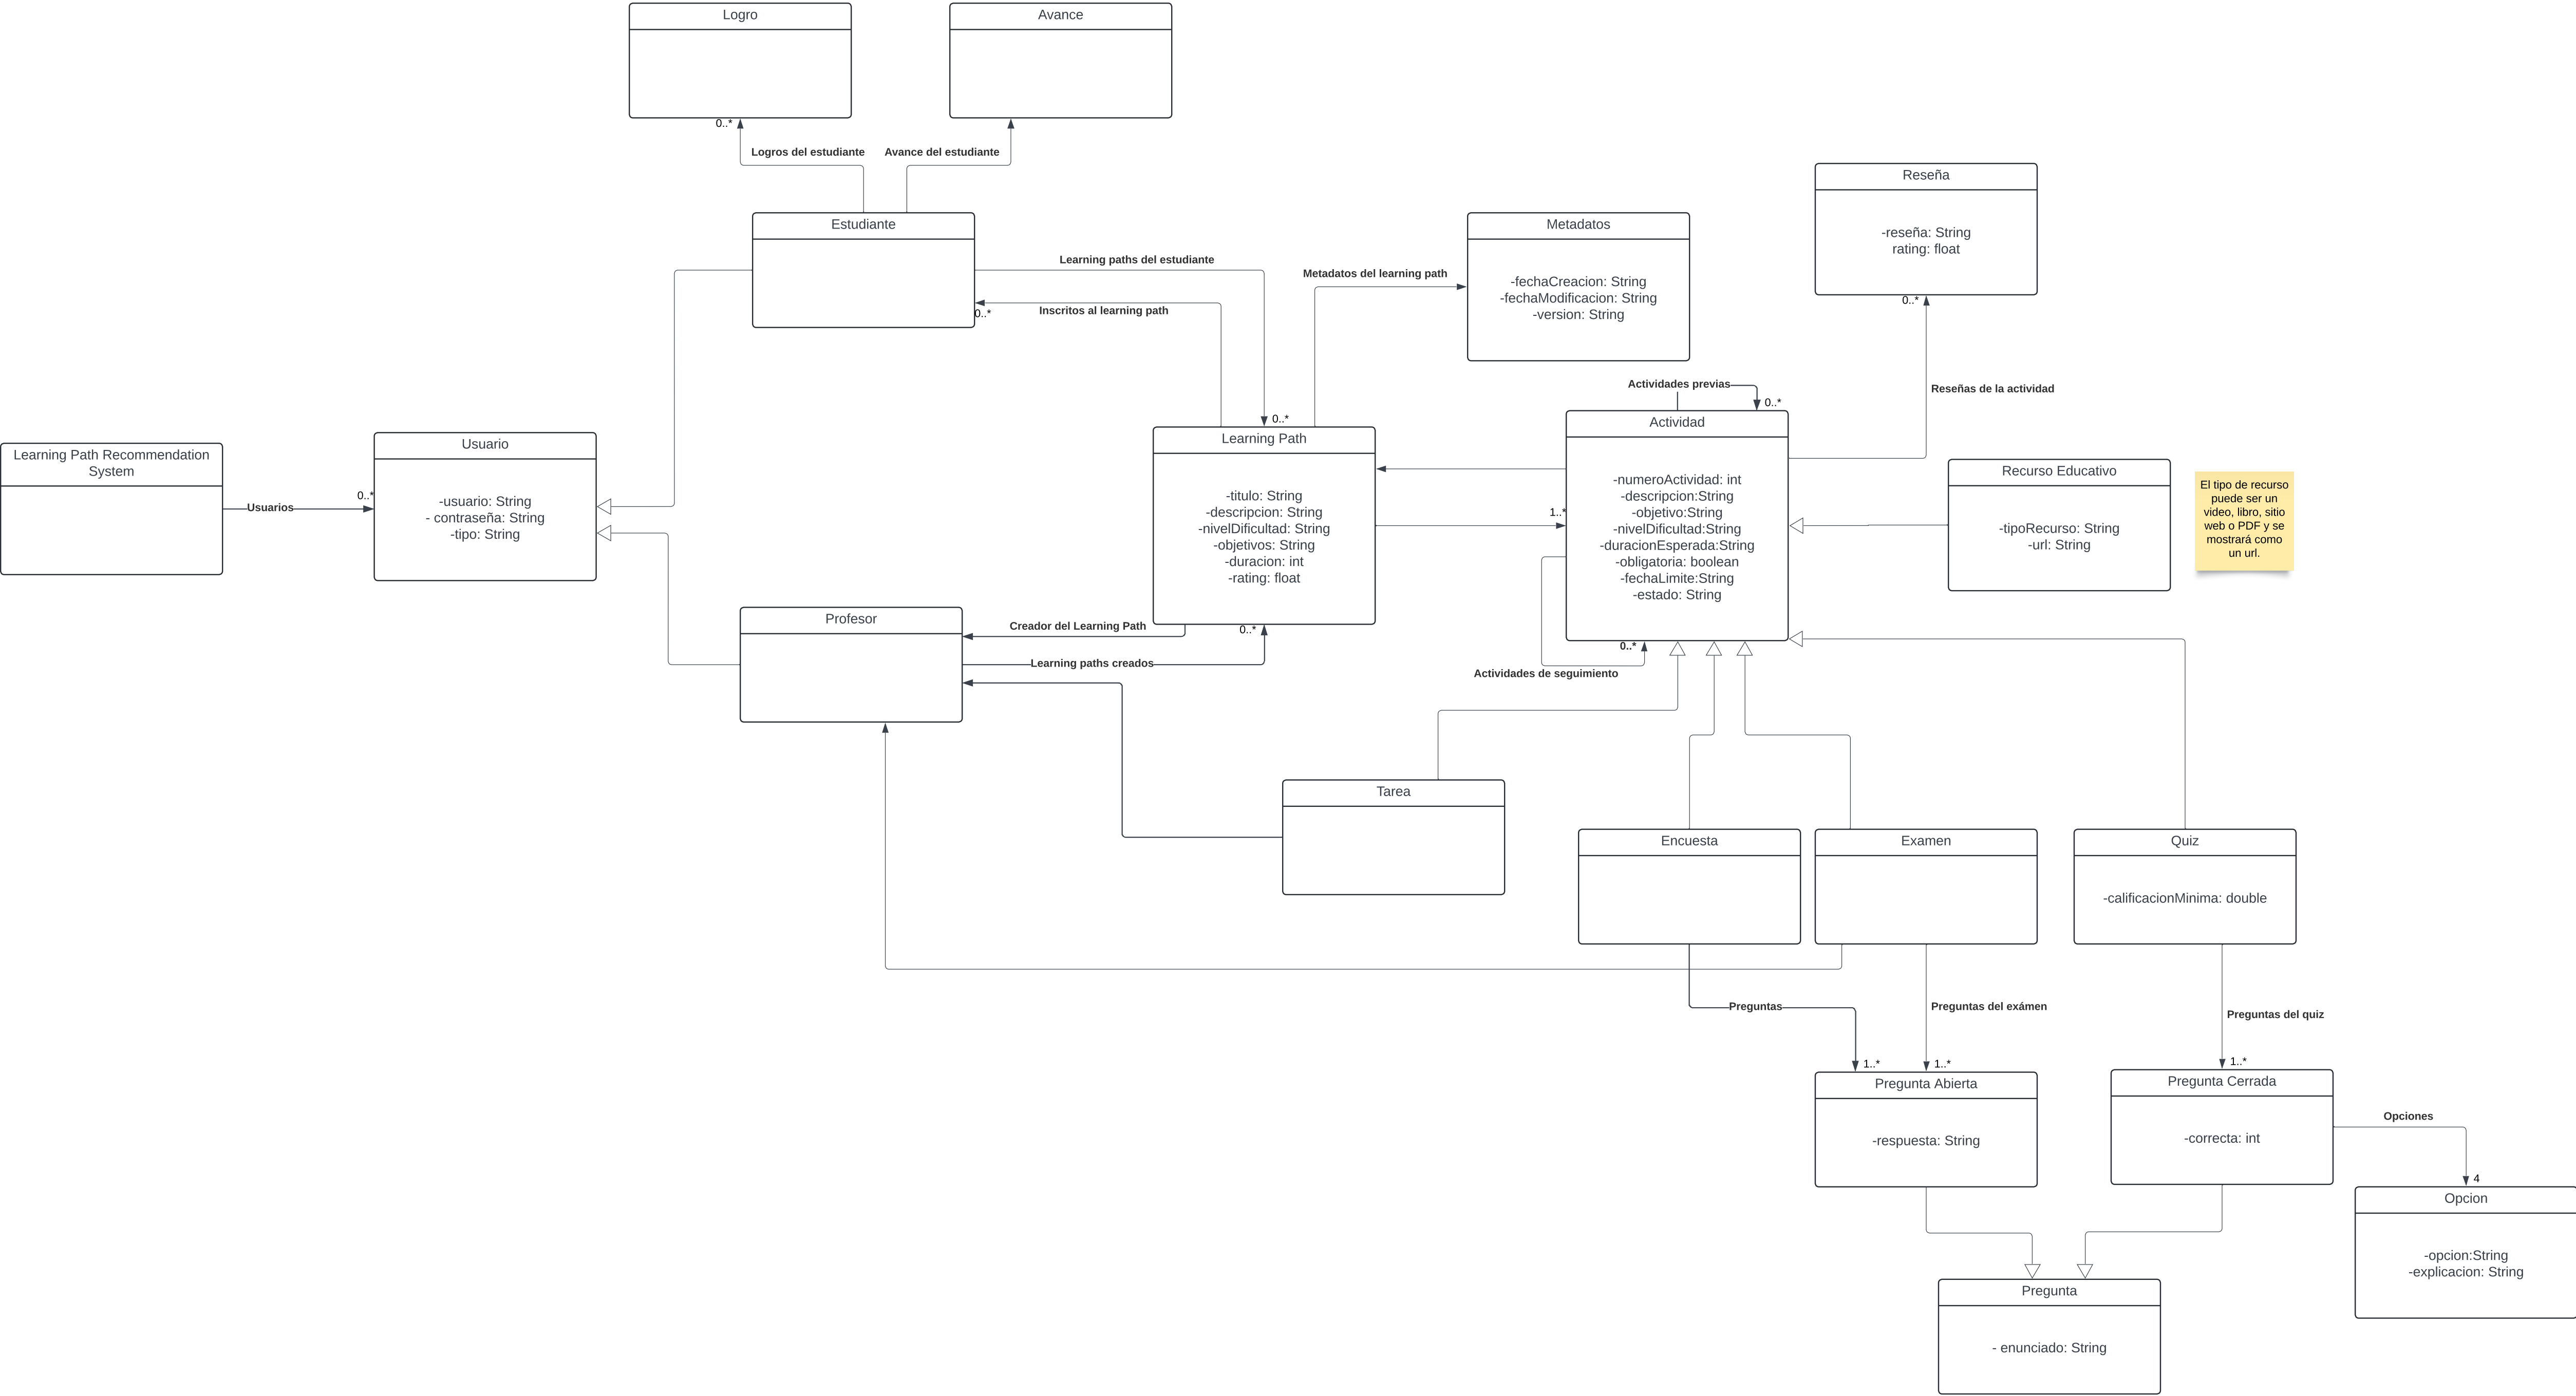 Logro
Avance
0..*
Logros del estudiante
Avance del estudiante
Reseña
-reseña: String
rating: float
0..*
Estudiante
Learning paths del estudiante
Inscritos al learning path
0..*
Metadatos del learning path
Metadatos
-fechaCreacion: String
-fechaModificacion: String
-version: String
Reseñas de la actividad
Actividades previas
0..*
0..*
Learning Path Recommendation
System
Usuarios
0..*
Usuario
-usuario: String
- contraseña: String
-tipo: String
Learning Path
-titulo: String
-descripcion: String
-nivelDificultad: String
-objetivos: String
-duracion: int
-rating: float
1..*
Actividad
-numeroActividad: int
-descripcion:String
-objetivo:String
-nivelDificultad:String
-duracionEsperada:String
-obligatoria: boolean
-fechaLimite:String
-estado: String
Recurso Educativo
-tipoRecurso: String
-url: String
El tipo de recurso
puede ser un
video, libro, sitio
web o PDF y se
mostrará como
un url.
Profesor
Creador del Learning Path
0..*
Learning paths creados
0..*
Actividades de seguimiento
Tarea
Encuesta
Examen
Quiz
-calificacionMinima: double
Preguntas
Preguntas del exámen
Preguntas del quiz
1..*
1..*
1..*
Pregunta Abierta
-respuesta: String
Pregunta Cerrada
-correcta: int
Opciones
4
Opcion
-opcion:String
-explicacion: String
Pregunta
- enunciado: String